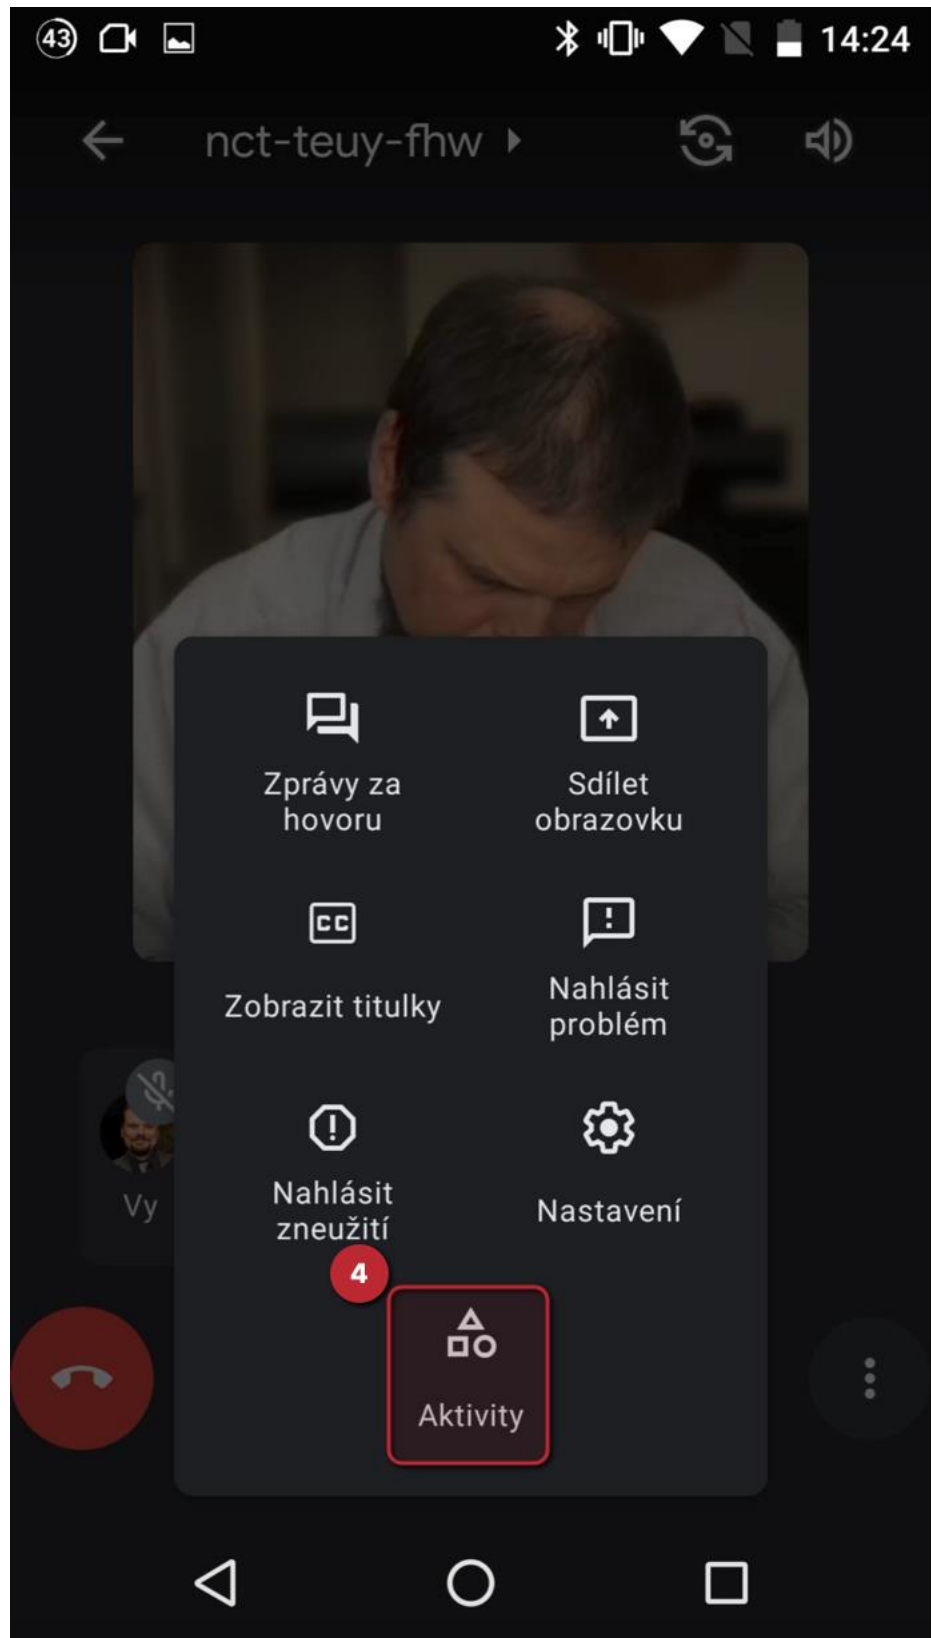 43
14:24
nct-teuy-fhw
Zprávy za
hovoru
Sdílet
obrazovku
CC
Zobrazit titulky
Nahlásit
problém
Nahlásit
zneužití
Nastavení
Vy
4
Aktivity